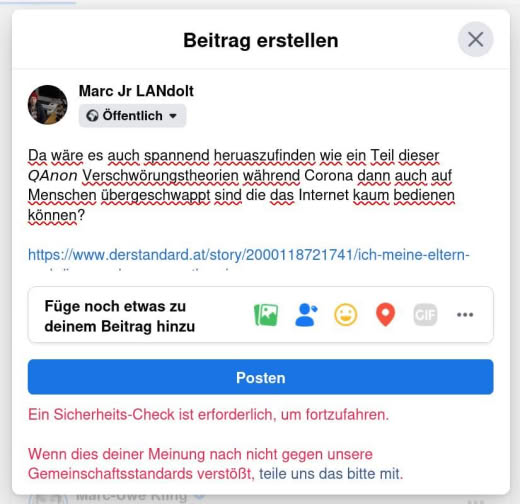 Beitrag erstellen
Marc Jr LANdolt
Öffentlich
Da wäre es auch spannend heruaszufinden wie ein Teil dieser
QAnon Verschwörungstheorien während Corona dann auch auf
Menschen übergeschwappt sind die das Internet kaum bedienen
können?
https://www.derstandard.at/story/2000118721741/ich-meine-eltern-
Füge noch etwas zu
deinem Beitrag hinzu
GIF
Posten
Ein Sicherheits-Check ist erforderlich, um fortzufahren.
Wenn dies deiner Meinung nach nicht gegen unsere
Gemeinschaftsstandards verstößt, teile uns das bitte mit.
Marc-Uwe Kling